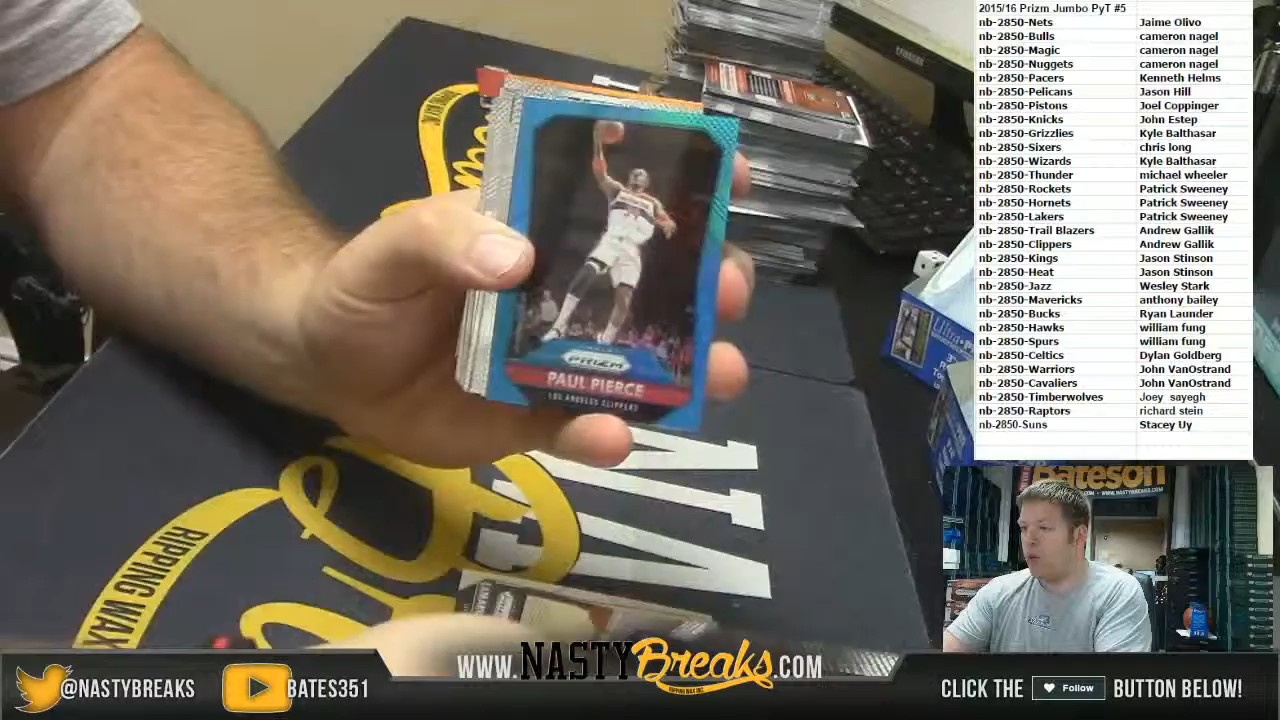 2015/16 Prizm Jumbo PyT #5
nb-2850-Nets Jaime Olivo
nb-2850-Bulls cameron nagel
nb-2850-Magic cameron nagel
nb-2850-Nuggets cameron nagel
nb-2850-Pacers Kenneth Helms
nb-2850-Pelicans Jason Hill
nb-2850-Pistons Joel Coppinger
nb-2850-Knicks John Estep
nb-2850-Grizzlies Kyle Balthasar
nb-2850-Sixers chris long
nb-2850-Wizards Kyle Balthasar
nb-2850-Thunder michael wheeler
nb-2850-Rockets Patrick Sweeney
nb-2850-Hornets Patrick Sweeney
nb-2850-Lakers Patrick Sweeney
nb-2850-Trail Blazers Andrew Gallik
nb-2850-Clippers Andrew Gallik
nb-2850-Kings Jason Stinson
nb-2850-Heat Jason Stinson
nb-2850-Jazz Wesley Stark
nb-2850-Mavericks anthony bailey
nb-2850-Bucks Ryan Launder
nb-2850-Hawks william fung
nb-2850-Spurs william fung
nb-2850-Celtics Dylan Goldberg
nb-2850-Warriors John VanOstrand
nb-2850-Cavaliers John VanOstrand
nb-2850-Timberwolves Joey sayegh
nb-2850-Raptors richard stein
nb-2850-Suns Stacey Uy
PRIZM
PAUL PIERCE
LOS ANGELES CLIPPERS
RIPPING WAX
Bateson
WWW.NASTYBREAKS.COM
@NASTYBREAKS
BATES351
WWW.NASTYBreaks.COM
RIPPING WAX INC.
CLICK THE Follow BUTTON BELOW!